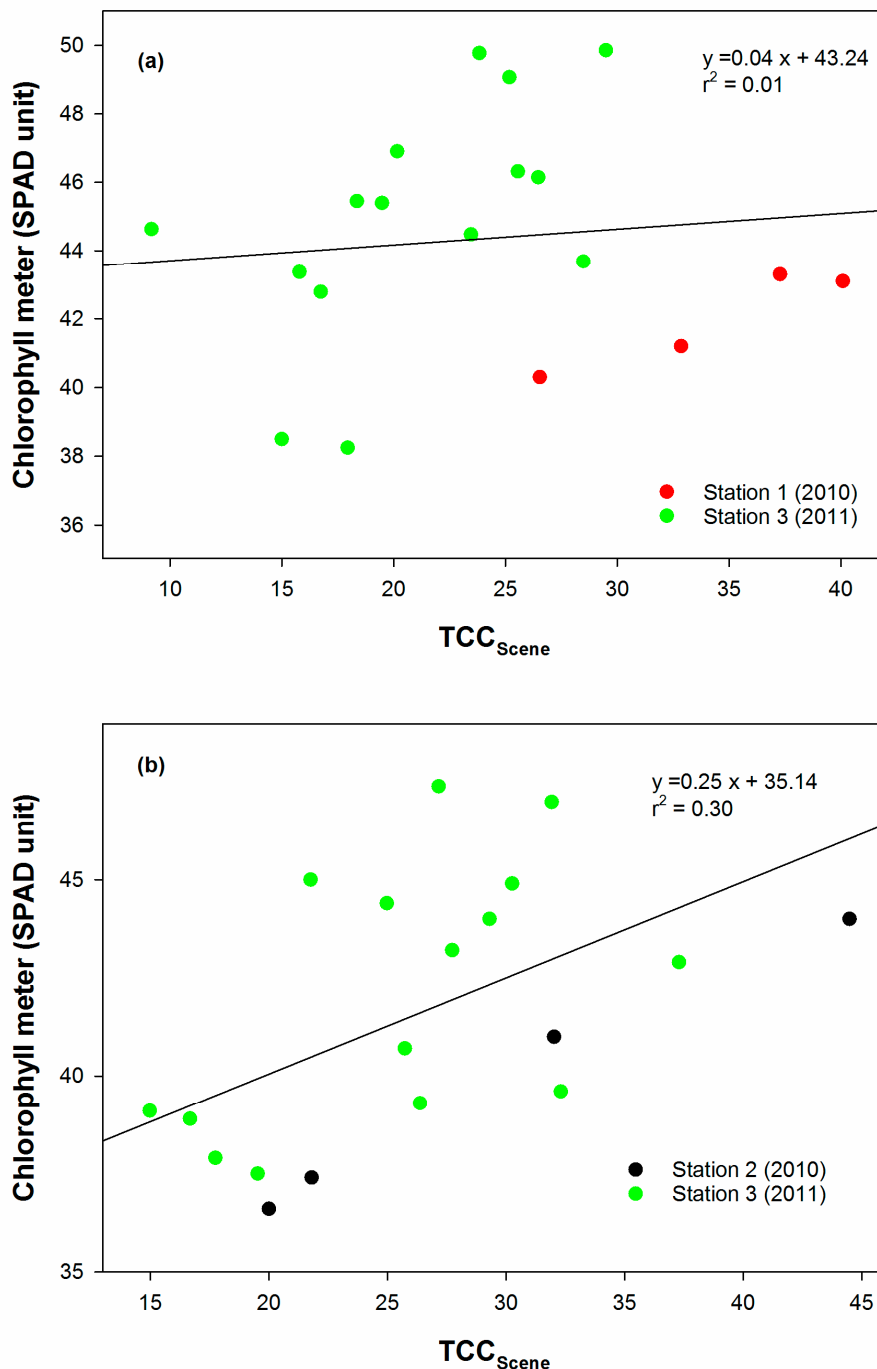 (a)
y =0.04 x + 43.24
r² = 0.01
50
48
46
44
42
40
38
36
Chlorophyll meter (SPAD unit)
Station 1 (2010)
Station 3 (2011)
10 15 20 25 30 35 40
TCC_Scene
(b)
y =0.25 x + 35.14
r² = 0.30
45
40
35
Chlorophyll meter (SPAD unit)
Station 2 (2010)
Station 3 (2011)
15 20 25 30 35 40 45
TCC_Scene